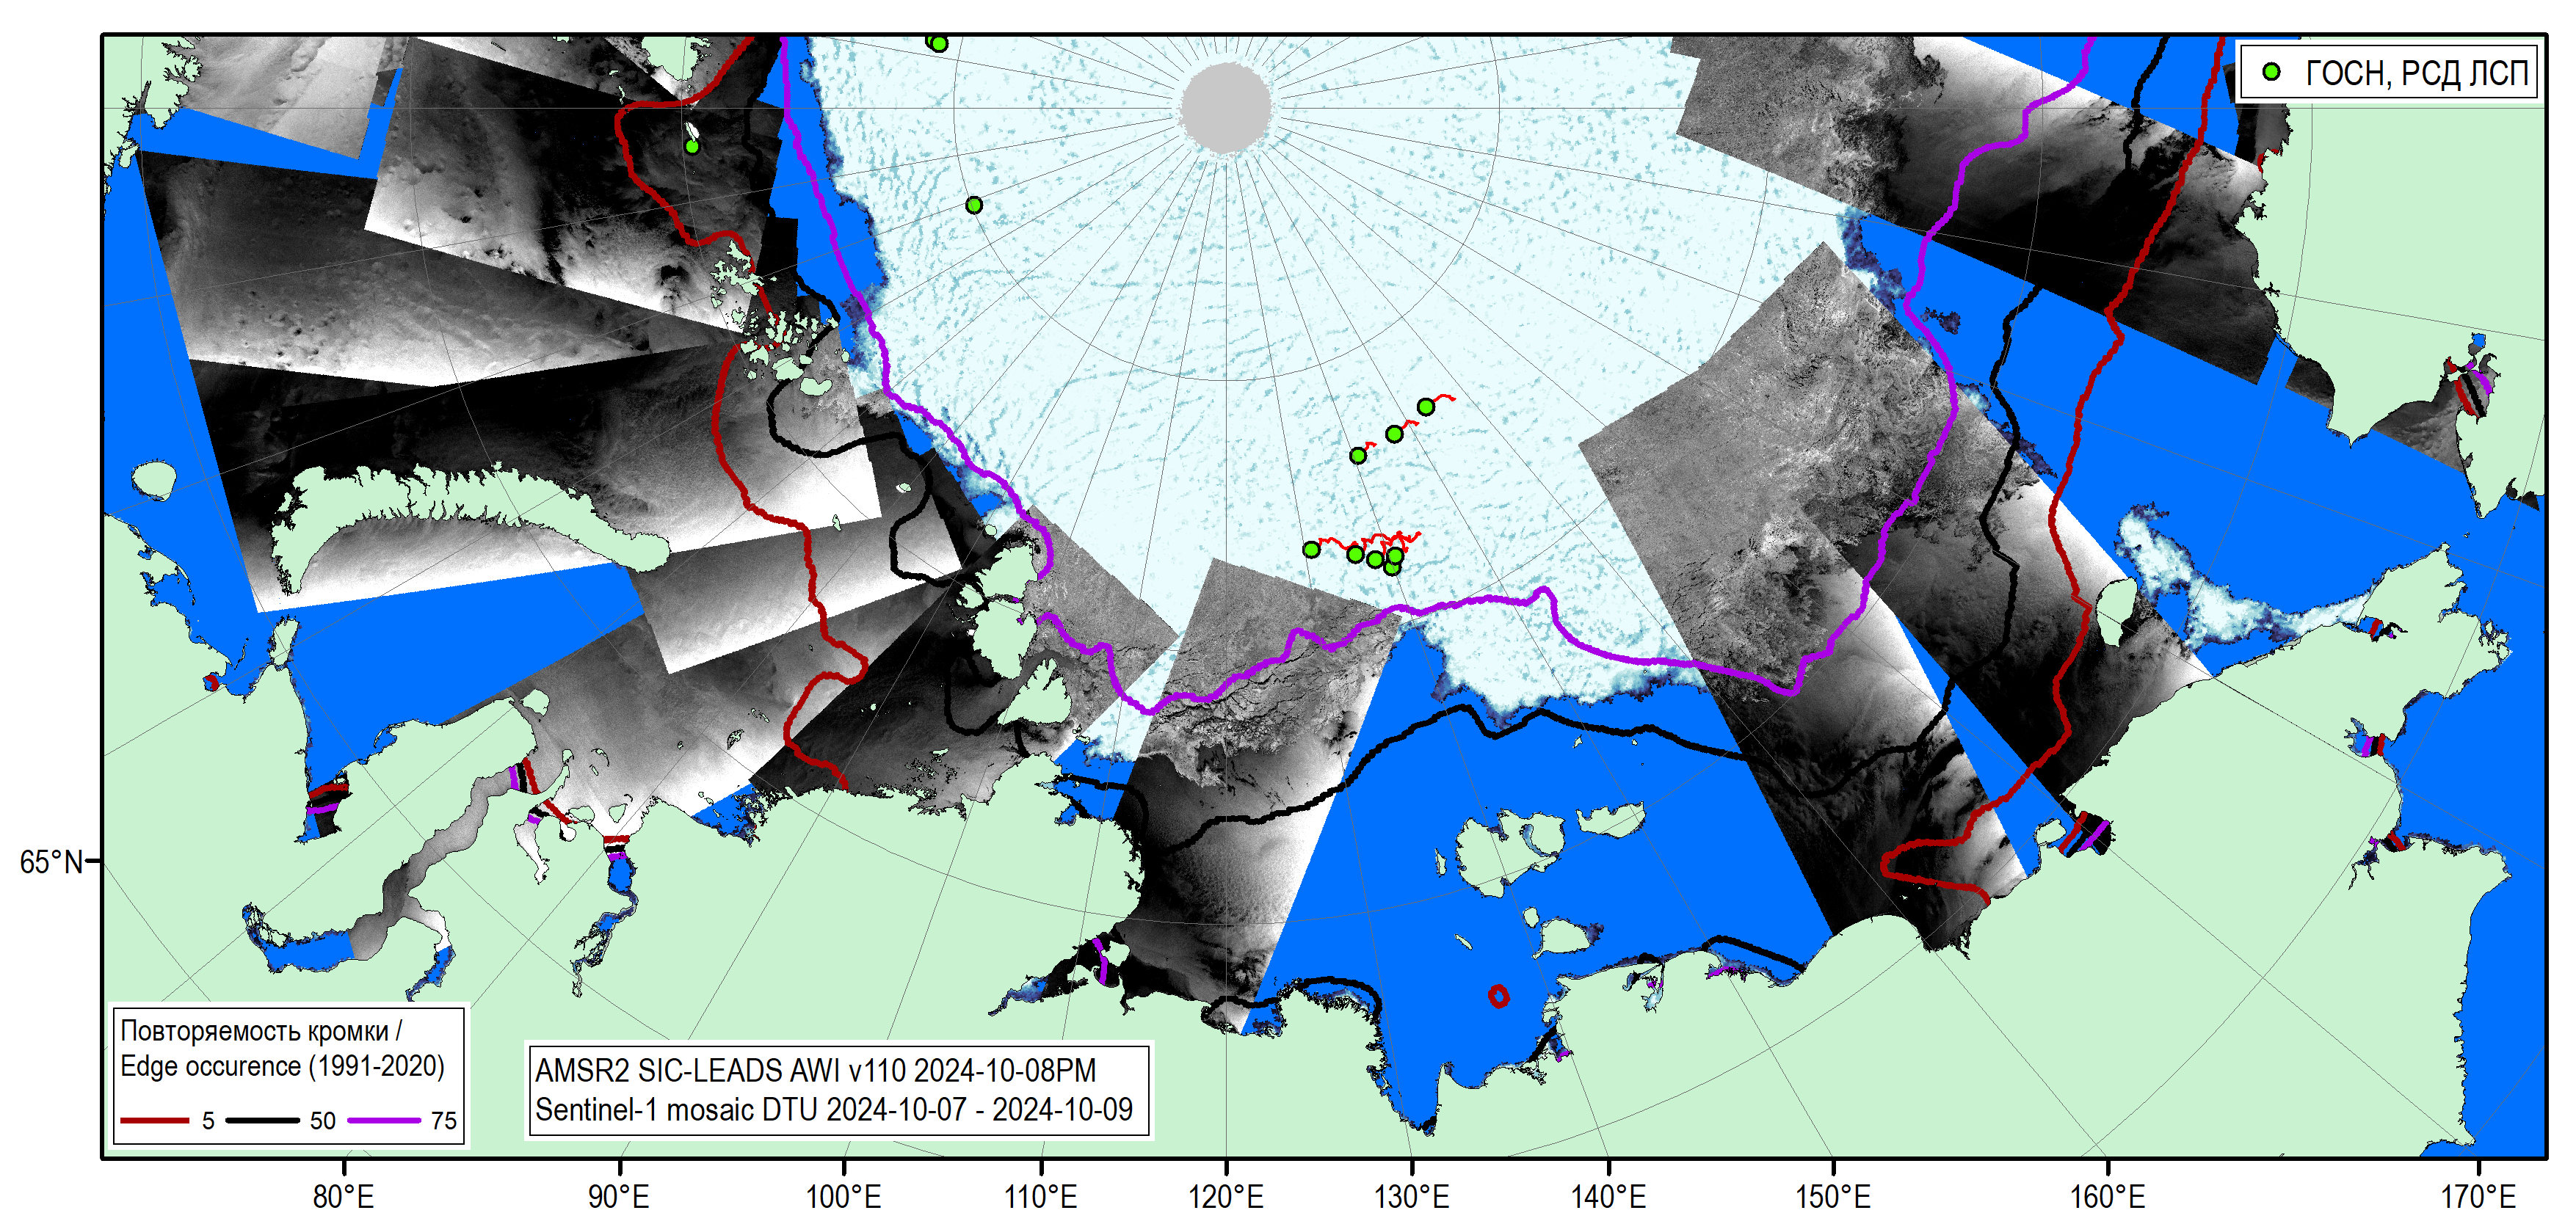 ГОСН, РСД ЛСП
65°N
Повторяемость кромки /
Edge occurence (1991-2020)
5 50 75
AMSR2 SIC-LEADS AWI v110 2024-10-08PM
Sentinel-1 mosaic DTU 2024-10-07 - 2024-10-09
80°E 90°E 100°E 110°E 120°E 130°E 140°E 150°E 160°E 170°E